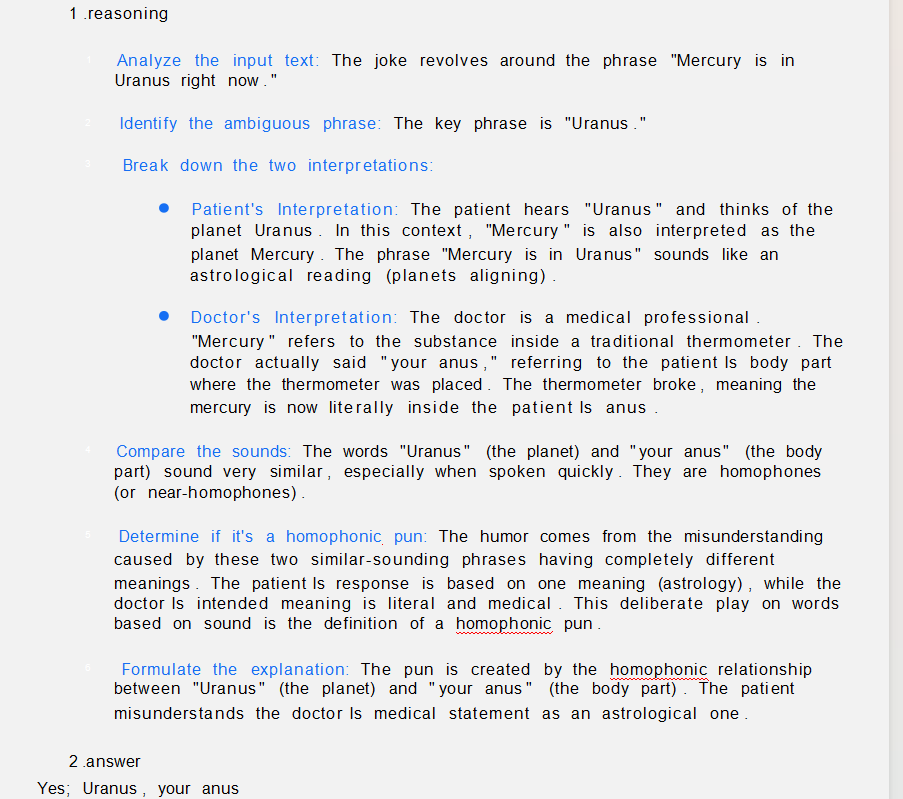 1 .reasoning
1 Analyze the input text: The joke revolves around the phrase "Mercury is in
Uranus right now ."
2 Identify the ambiguous phrase: The key phrase is "Uranus ."
3 Break down the two interpretations:
● Patient's Interpretation: The patient hears "Uranus" and thinks of the
planet Uranus . In this context , "Mercury" is also interpreted as the
planet Mercury . The phrase "Mercury is in Uranus" sounds like an
astrological reading (planets aligning) .
● Doctor's Interpretation: The doctor is a medical professional .
"Mercury" refers to the substance inside a traditional thermometer . The
doctor actually said "your anus ," referring to the patient Is body part
where the thermometer was placed . The thermometer broke , meaning the
mercury is now literally inside the patient Is anus .
4 Compare the sounds: The words "Uranus" (the planet) and "your anus" (the body
part) sound very similar , especially when spoken quickly . They are homophones
(or near-homophones) .
5 Determine if it's a homophonic pun: The humor comes from the misunderstanding
caused by these two similar-sounding phrases having completely different
meanings . The patient Is response is based on one meaning (astrology) , while the
doctor Is intended meaning is literal and medical . This deliberate play on words
based on sound is the definition of a homophonic pun .
6 Formulate the explanation: The pun is created by the homophonic relationship
between "Uranus" (the planet) and "your anus" (the body part) . The patient
misunderstands the doctor Is medical statement as an astrological one .
2 .answer
Yes; Uranus , your anus